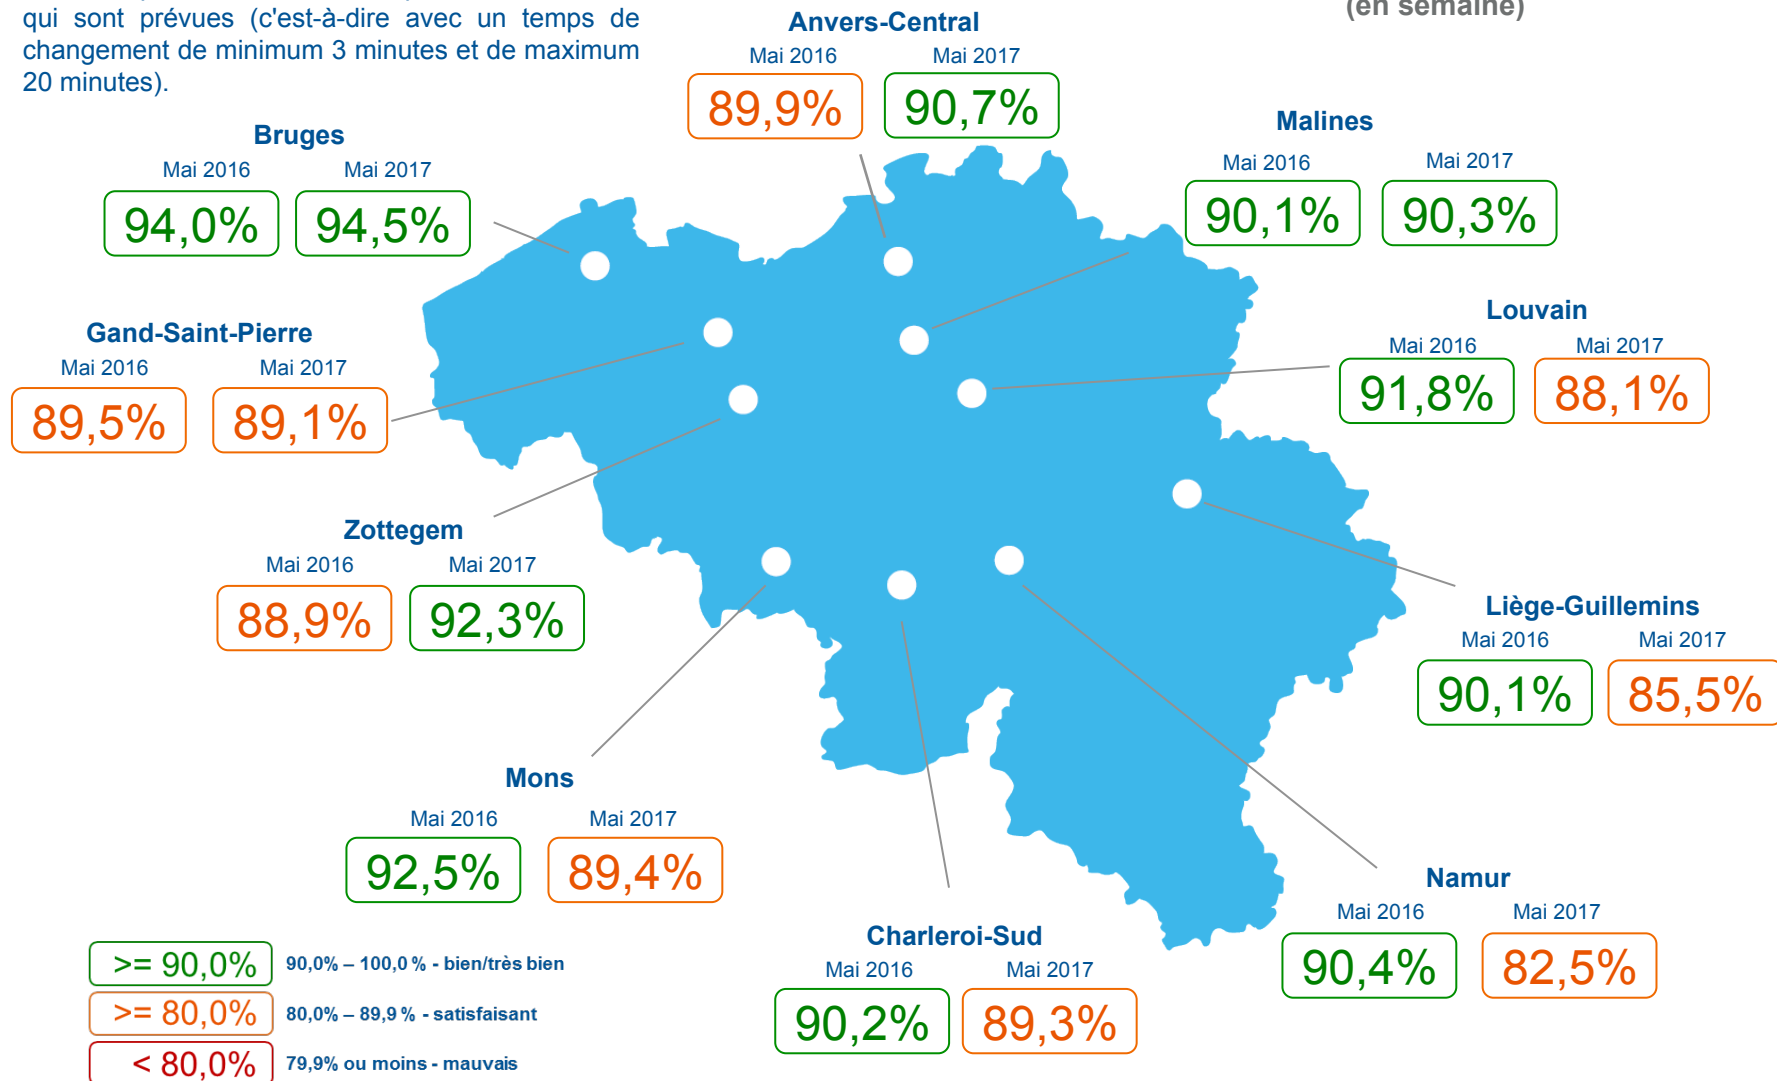 qui sont prévues (c'est-à-dire avec un temps de
changement de minimum 3 minutes et de maximum
20 minutes).
(en semaine)
Anvers-Central
Mai 2016 Mai 2017
89,9% 90,7%
Bruges
Mai 2016 Mai 2017
94,0% 94,5%
Malines
Mai 2016 Mai 2017
90,1% 90,3%
Gand-Saint-Pierre
Mai 2016 Mai 2017
89,5% 89,1%
Louvain
Mai 2016 Mai 2017
91,8% 88,1%
Zottegem
Mai 2016 Mai 2017
88,9% 92,3%
Liège-Guillemins
Mai 2016 Mai 2017
90,1% 85,5%
Mons
Mai 2016 Mai 2017
92,5% 89,4%
Namur
Mai 2016 Mai 2017
90,4% 82,5%
Charleroi-Sud
Mai 2016 Mai 2017
90,2% 89,3%
>= 90,0% 90,0% – 100,0 % - bien/très bien
>= 80,0% 80,0% – 89,9 % - satisfaisant
< 80,0% 79,9% ou moins - mauvais